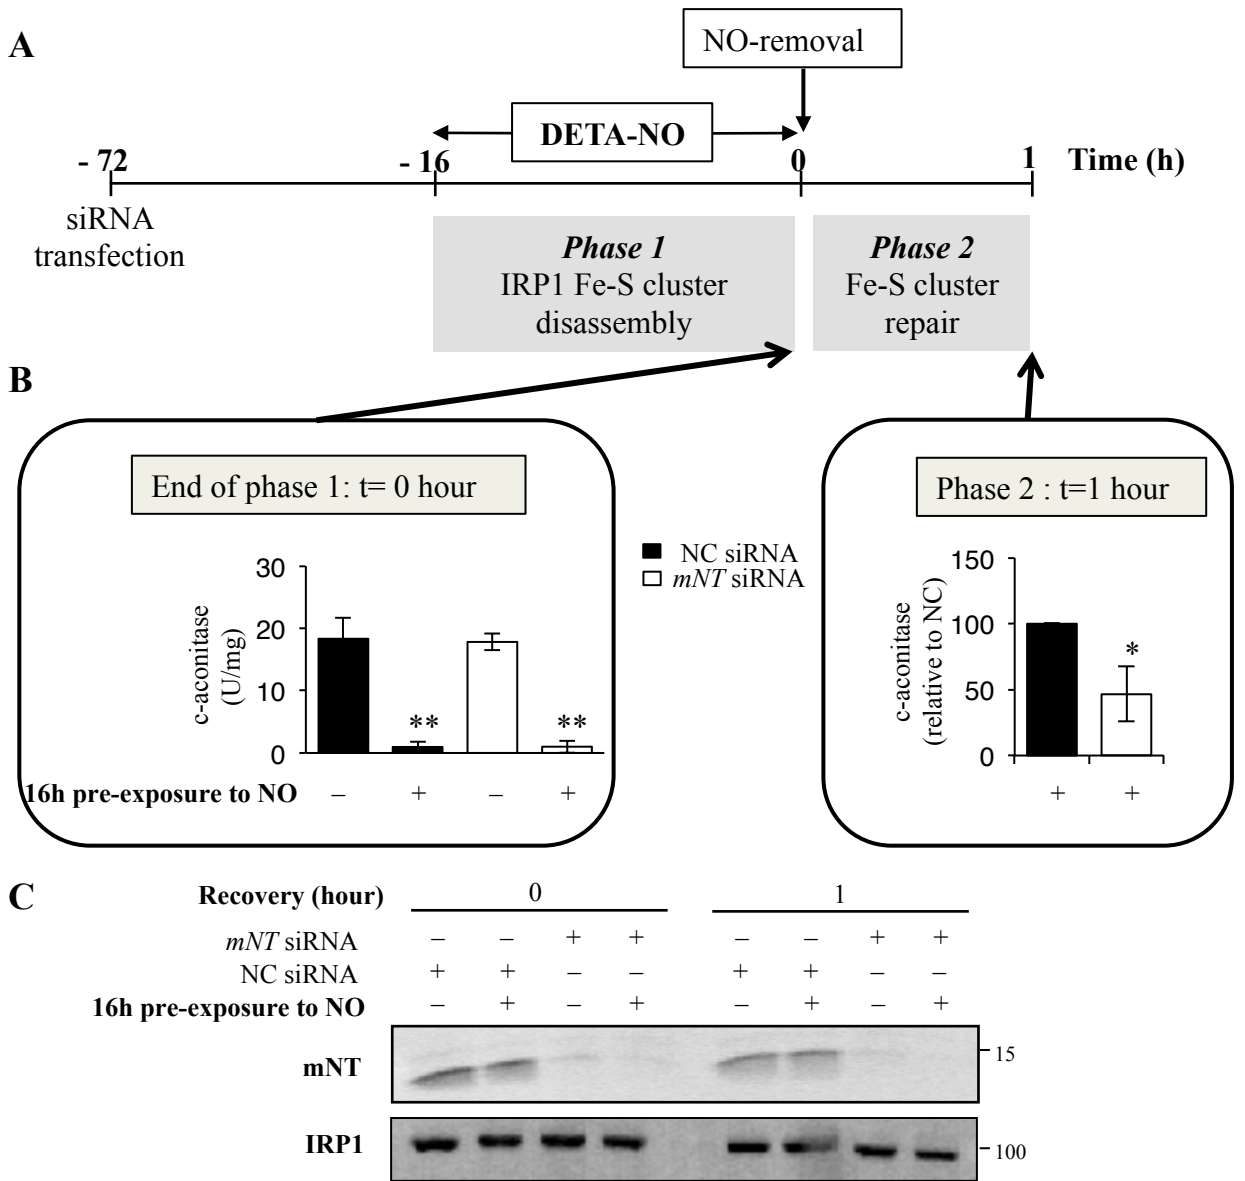 A
NO-removal
DETA-NO
- 72
- 16
0
1
Time (h)
siRNA
transfection
Phase 1
IRP1 Fe-S cluster
disassembly
Phase 2
Fe-S cluster
repair
B
End of phase 1: t= 0 hour
c-aconitase
(U/mg)
30
20
10
0
** **
16h pre-exposure to NO – + – +
NC siRNA
mNT siRNA
Phase 2 : t=1 hour
c-aconitase
(relative to NC)
150
100
50
0
*
+ +
C
Recovery (hour) 0 1
mNT siRNA – – + + – – + +
NC siRNA + + – – + + – –
16h pre-exposure to NO – + – + – + – +
mNT 15
IRP1 100